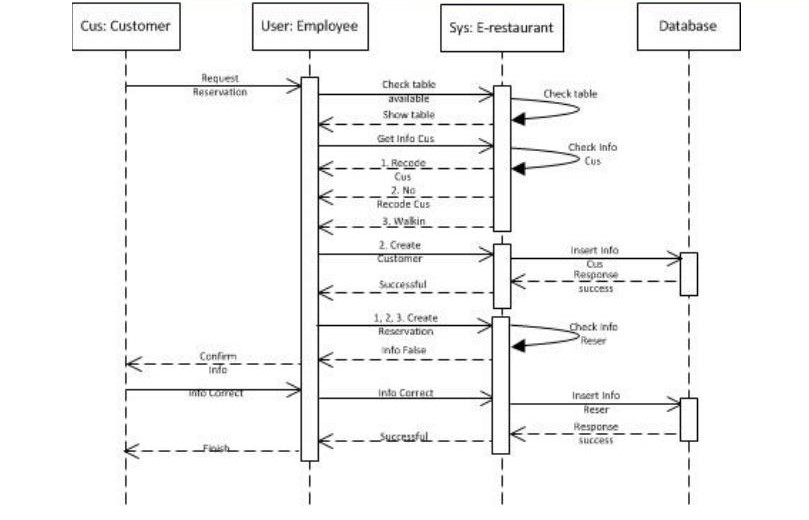 Cus: Customer
User: Employee
Sys: E-restaurant
Database
Request
Reservation
Check table
available
Check table
Show table
Get Info Cus
Check Info
Cus
1. Recode
Cus
2. No
Recode Cus
3. Walkin
2. Create
Customer
Insert Info
Cus
Response
success
Successful
1, 2, 3. Create
Reservation
Check Info
Reser
Info False
Confirm
Info
Info Correct
Info Correct
Insert Info
Reser
Response
success
Successful
Finish